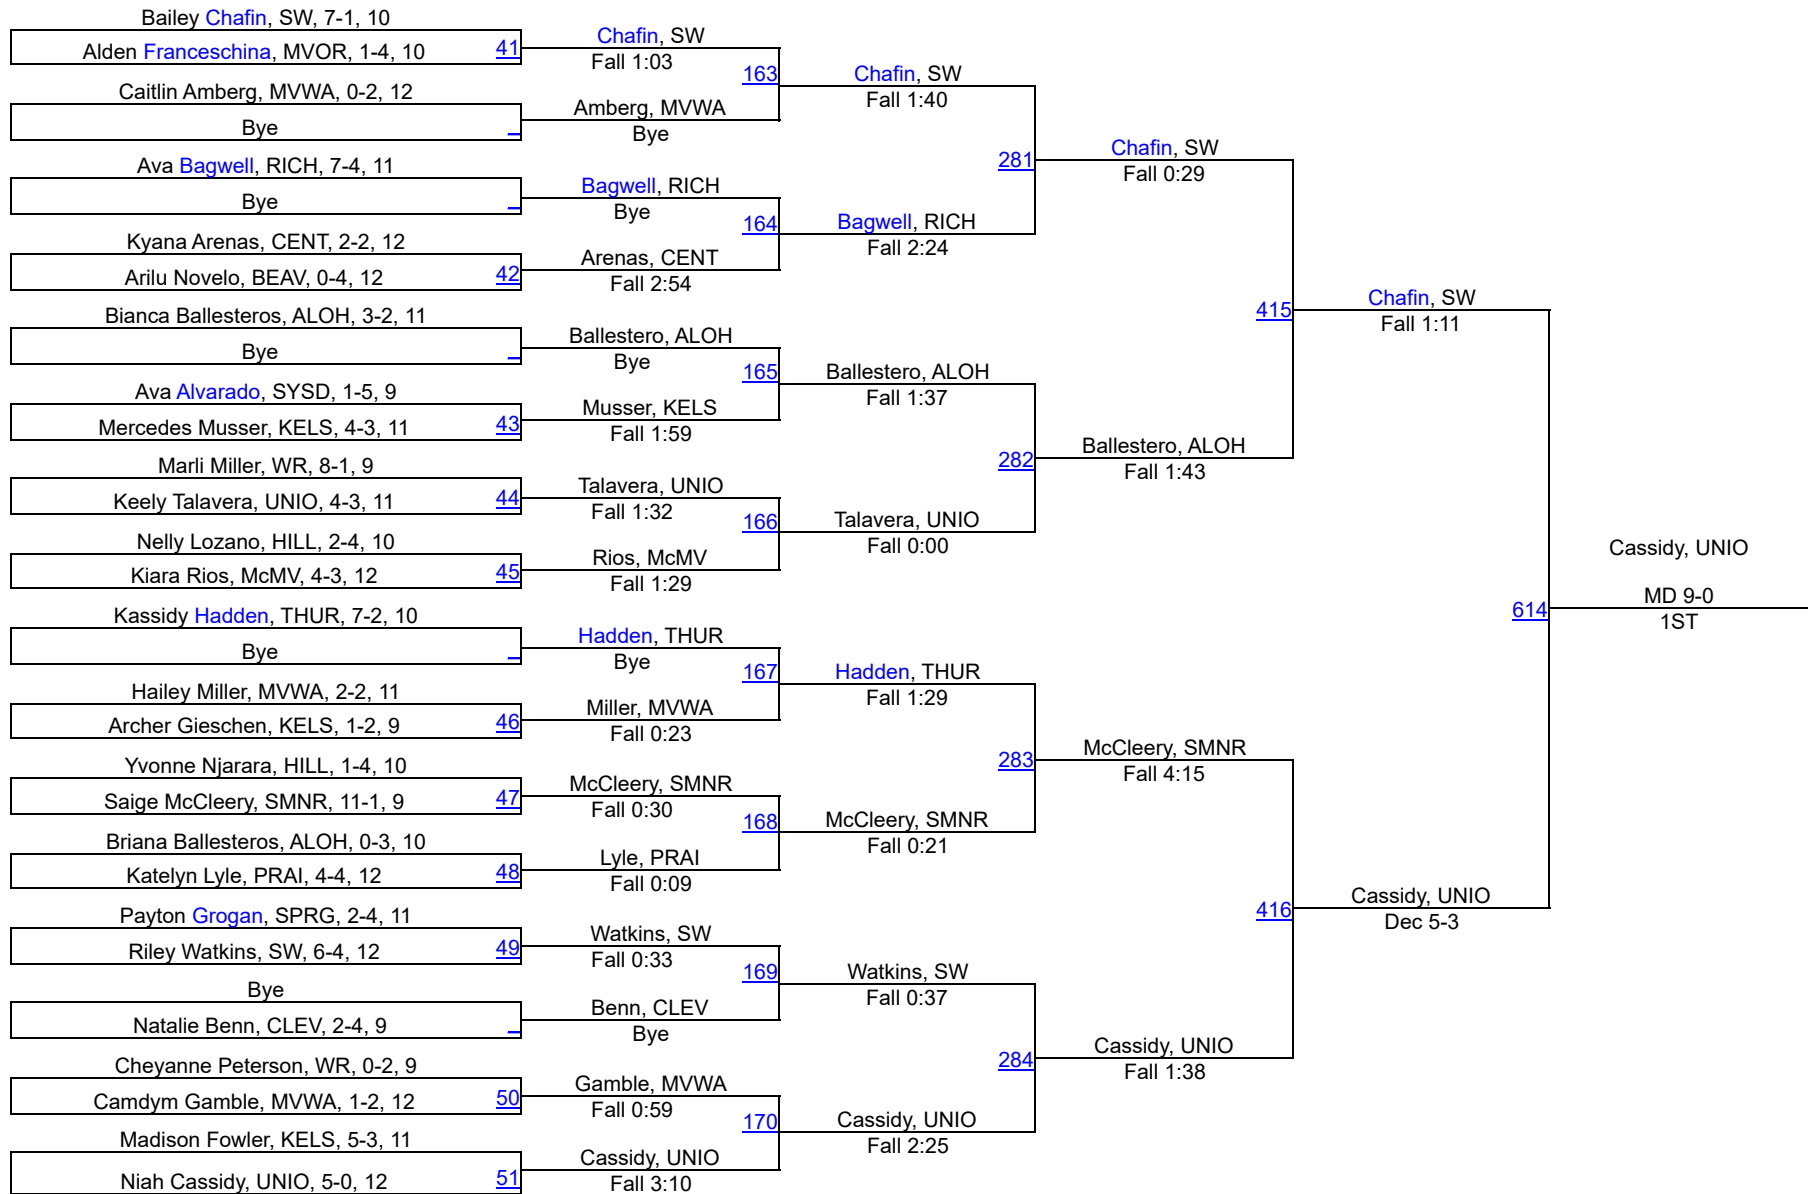 Bailey Chafin, SW, 7-1, 10
Alden Franceschina, MVOR, 1-4, 10
41
Caitlin Amberg, MVWA, 0-2, 12
Bye
Ava Bagwell, RICH, 7-4, 11
Bye
Kyana Arenas, CENT, 2-2, 12
Arilu Novelo, BEAV, 0-4, 12
42
Bianca Ballesteros, ALOH, 3-2, 11
Bye
Ava Alvarado, SYSD, 1-5, 9
Mercedes Musser, KELS, 4-3, 11
43
Marli Miller, WR, 8-1, 9
Keely Talavera, UNIO, 4-3, 11
44
Nelly Lozano, HILL, 2-4, 10
Kiara Rios, McMV, 4-3, 12
45
Kassidy Hadden, THUR, 7-2, 10
Bye
Hailey Miller, MVWA, 2-2, 11
Archer Gieschen, KELS, 1-2, 9
46
Yvonne Njarara, HILL, 1-4, 10
Saige McCleery, SMNR, 11-1, 9
47
Briana Ballesteros, ALOH, 0-3, 10
Katelyn Lyle, PRAI, 4-4, 12
48
Payton Grogan, SPRG, 2-4, 11
Riley Watkins, SW, 6-4, 12
49
Bye
Natalie Benn, CLEV, 2-4, 9
Cheyanne Peterson, WR, 0-2, 9
Camdym Gamble, MVWA, 1-2, 12
50
Madison Fowler, KELS, 5-3, 11
Niah Cassidy, UNIO, 5-0, 12
51
Chafin, SW
Fall 1:03
163
Amberg, MVWA
Bye
Bagwell, RICH
Bye
164
Arenas, CENT
Fall 2:54
Ballestero, ALOH
Bye
165
Musser, KELS
Fall 1:59
Talavera, UNIO
Fall 1:32
166
Rios, McMV
Fall 1:29
Hadden, THUR
Bye
167
Miller, MVWA
Fall 0:23
McCleery, SMNR
Fall 0:30
168
Lyle, PRAI
Fall 0:09
Watkins, SW
Fall 0:33
169
Benn, CLEV
Bye
Gamble, MVWA
Fall 0:59
170
Cassidy, UNIO
Fall 3:10
Chafin, SW
Fall 1:40
281
Bagwell, RICH
Fall 2:24
Ballestero, ALOH
Fall 1:37
282
Talavera, UNIO
Fall 0:00
Hadden, THUR
Fall 1:29
283
McCleery, SMNR
Fall 0:21
Watkins, SW
Fall 0:37
284
Cassidy, UNIO
Fall 2:25
Chafin, SW
Fall 0:29
415
Ballestero, ALOH
Fall 1:43
McCleery, SMNR
Fall 4:15
416
Cassidy, UNIO
Fall 1:38
Chafin, SW
Fall 1:11
614
Cassidy, UNIO
Dec 5-3
Cassidy, UNIO
MD 9-0
1ST